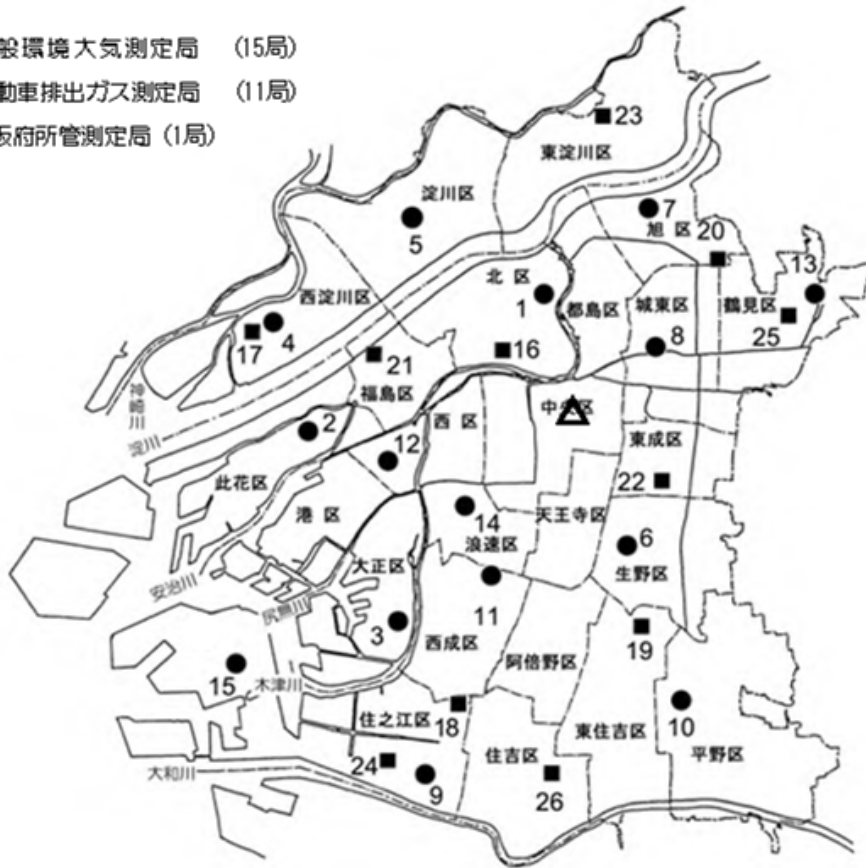 般環境大気測定局 (15局)
動車排出ガス測定局 (11局)
阪府所管測定局 (1局)
23
東淀川区
淀川区
5
7
旭区
20
13
北区
1
西淀川区
都島区
城東区
鶴見区
17
4
21
16
8
25
神崎川
福島区
淀川
2
中央区
西区
12
東成区
此花区
22
港区
14
天王寺区
浪速区
6
生野区
大正区
安治川
尻無川
11
3
西成区
19
阿倍野区
15
木津川
住之江区
18
東住吉区
10
平野区
住吉区
大和川
24
9
26